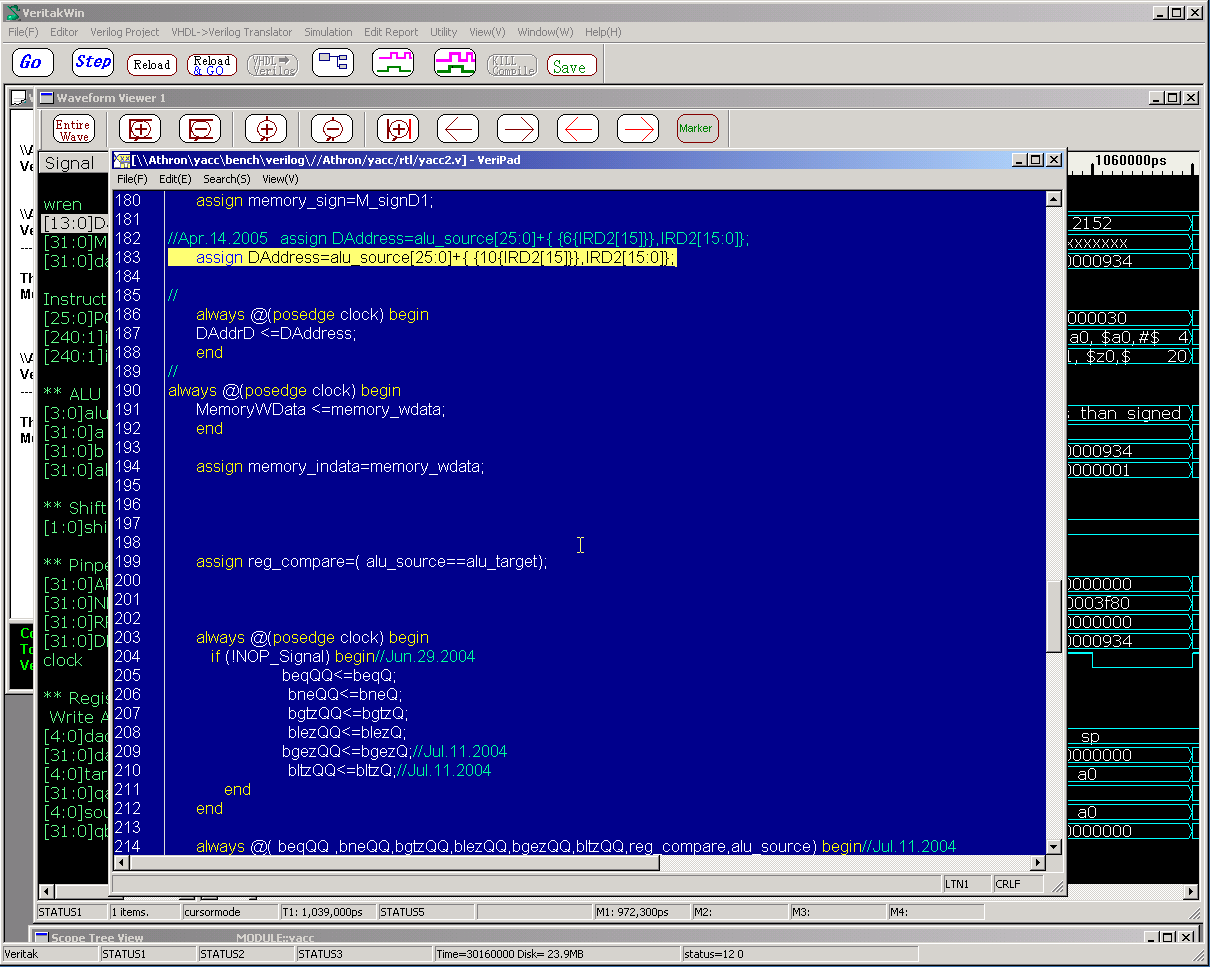 VeritakWin
File(F) Editor Verilog Project VHDL->Verilog Translator Simulation Edit Report Utility View(V) Window(W) Help(H)
Go Step Reload Reload & GO VHDL Verilog KILL Compile Save
Waveform Viewer 1
Entire Wave Marker
Signal
1060000ps
[\\Athron\yacc\bench\verilog\//Athron/yacc/rtl/yacc2.v] - VeriPad
File(F) Edit(E) Search(S) View(V)
180 assign memory_sign=M_signD1;
181
182 //Apr.14.2005 assign DAddress=alu_source[25:0]+{ {6{IRD2[15]}},IRD2[15:0]};
183 assign DAddress=alu_source[25:0]+{ {10{IRD2[15]}},IRD2[15:0]};
184
185 //
186 always @(posedge clock) begin
187 DAddrD <=DAddress;
188 end
189 //
190 always @(posedge clock) begin
191 MemoryWData <=memory_wdata;
192 end
193
194 assign memory_indata=memory_wdata;
195
196
197
198
199 assign reg_compare=( alu_source==alu_target);
200
201
202
203 always @(posedge clock) begin
204 if (!NOP_Signal) begin//Jun.29.2004
205 beqQQ<=beqQ;
206 bneQQ<=bneQ;
207 bgtzQQ<=bgtzQ;
208 blezQQ<=blezQ;
209 bgezQQ<=bgezQ;//Jul.11.2004
210 bltzQQ<=bltzQ;//Jul.11.2004
211 end
212 end
213
214 always @( beqQQ ,bneQQ,bgtzQQ,blezQQ,bgezQQ,bltzQQ,reg_compare,alu_source) begin//Jul.11.2004
LTN1 CRLF
wren
[13:0]D
[31:0]M
[31:0]da
Instruct
[25:0]P
[240:1]i
[240:1]i
** ALU
[3:0]alu
[31:0]a
[31:0]b
[31:0]al
** Shift
[1:0]shi
** Pinpe
[31:0]A
[31:0]N
[31:0]R
[31:0]D
clock
** Regis
Write A
[4:0]dad
[31:0]da
[4:0]tar
[31:0]qa
[4:0]sou
[31:0]qb
2152
xxxxxxx
0000934
000030
a0, $a0,#$ 4
, $z0,$ 20
than signed
0000934
0000001
0000000
0003f80
0000000
0000934
sp
0000000
a0
a0
0000000
STATUS1 1 items. cursormode T1: 1,039,000ps STATUS5 M1: 972,300ps M2: M3: M4:
Scope Tree View MODULE::yacc
Veritak STATUS1 STATUS2 STATUS3 Time=30160000 Disk= 23.9MB status=12 0